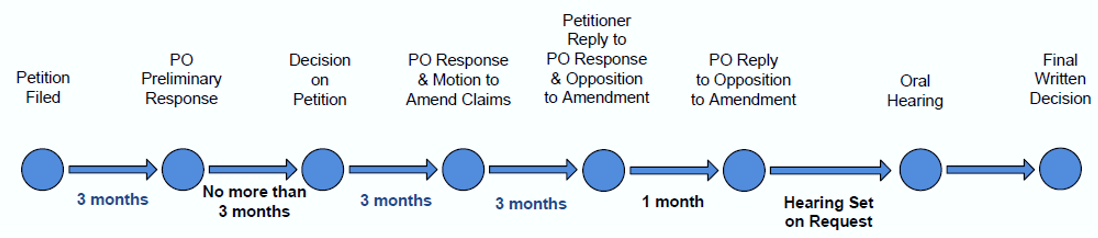 Petition
Filed
PO
Preliminary
Response
Decision
on
Petition
PO Response
& Motion to
Amend Claims
Petitioner
Reply to
PO Response
& Opposition
to Amendment
PO Reply
to Opposition
to Amendment
Oral
Hearing
Final
Written
Decision
3 months
No more than
3 months
3 months
3 months
1 month
Hearing Set
on Request